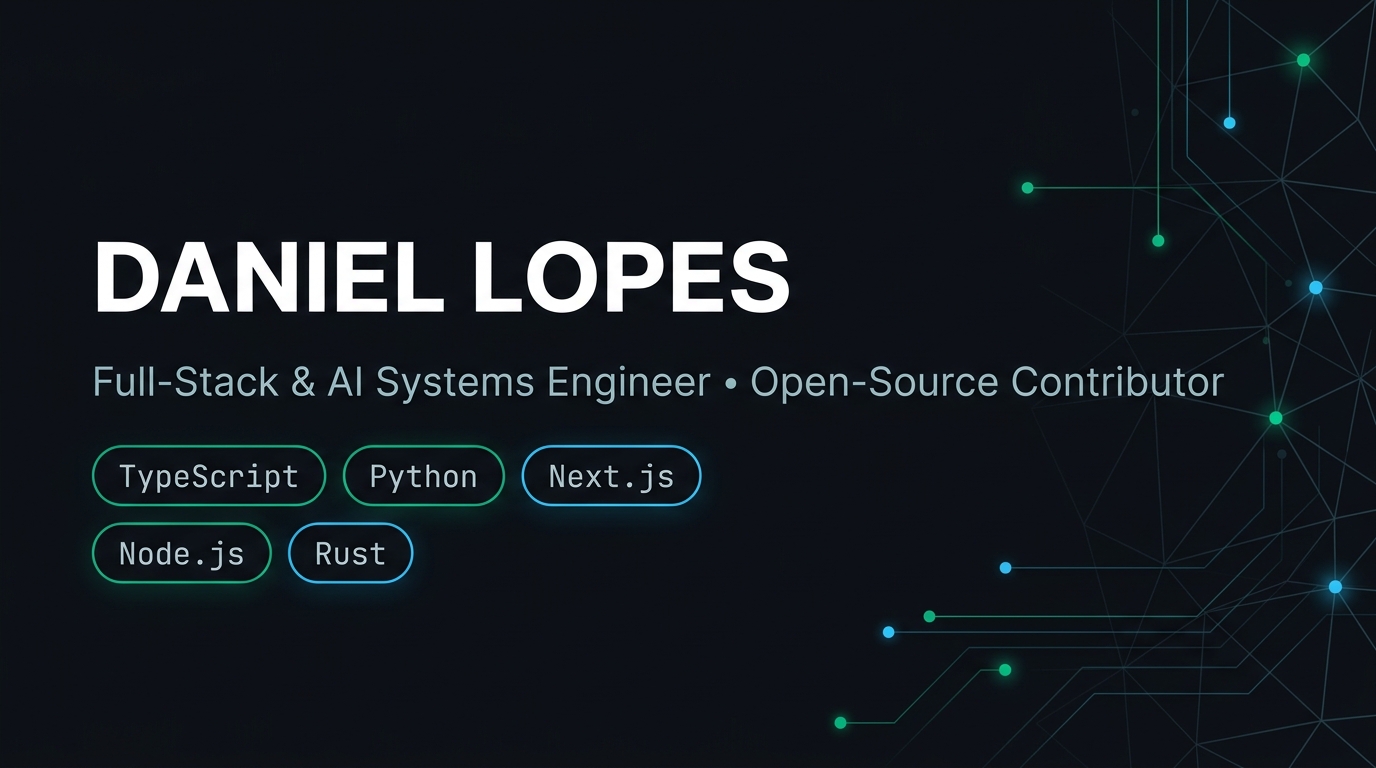 DANIEL LOPES
Full-Stack & AI Systems Engineer • Open-Source Contributor
TypeScript Python Next.js
Node.js Rust